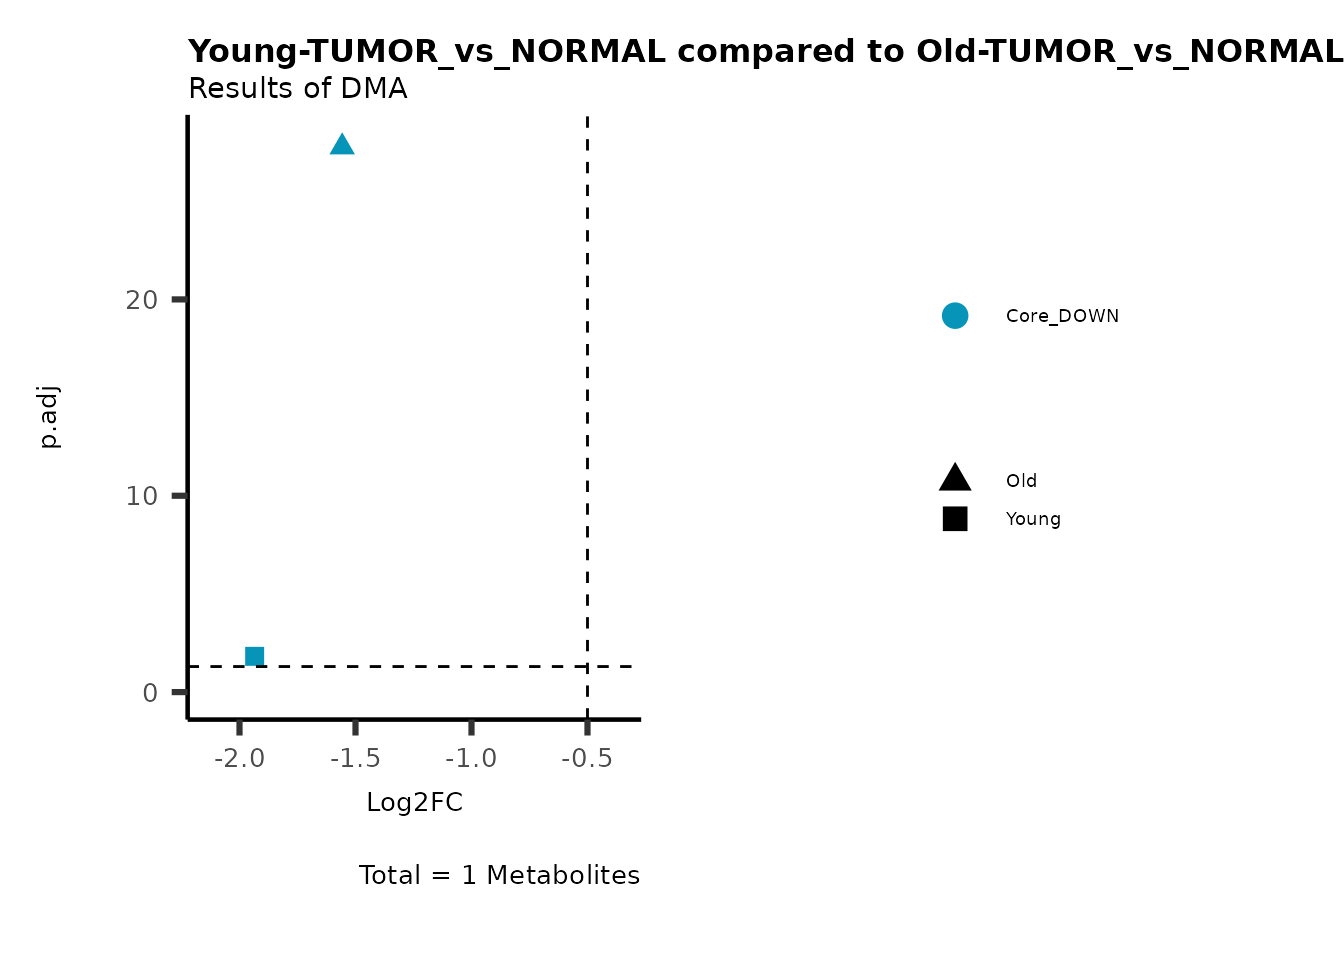 Young-TUMOR_vs_NORMAL compared to Old-TUMOR_vs_NORMAL
Results of DMA
20
10
0
p.adj
-2.0 -1.5 -1.0 -0.5
Log2FC
Total = 1 Metabolites
Core_DOWN
Old
Young